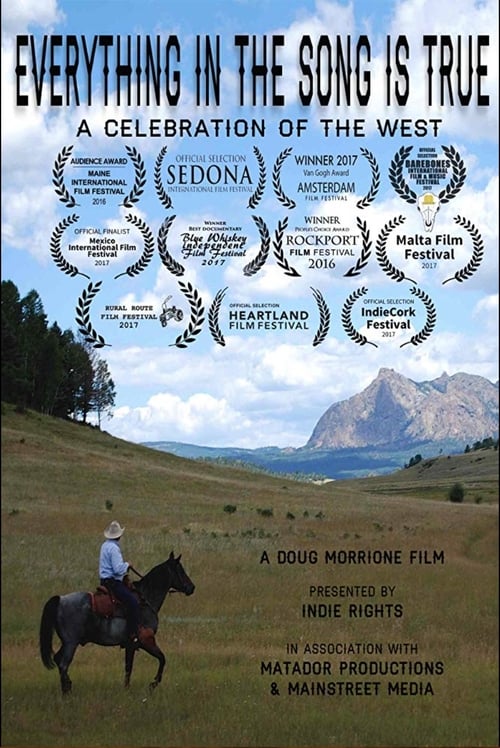 EVERYTHING IN THE SONG IS TRUE
A CELEBRATION OF THE WEST
AUDIENCE AWARD
MAINE
INTERNATIONAL
FILM FESTIVAL
2016
OFFICIAL SELECTION
SEDONA
INTERNATIONAL FILM FESTIVAL
WINNER 2017
Van Gogh Award
AMSTERDAM
FILM FESTIVAL
OFFICIAL
SELECTION
BAREBONES
INTERNATIONAL
FILM & MUSIC
FESTIVAL
2017
OFFICIAL FINALIST
Mexico
International Film
Festival
2017
WINNER
BEST DOCUMENTARY
Blue Whiskey
Independent
Film Festival
2017
WINNER
PEOPLE'S CHOICE AWARD
ROCKPORT
FILM FESTIVAL
2016
Malta Film
Festival
2017
RURAL ROUTE
FILM FESTIVAL
2017
OFFICIAL SELECTION
HEARTLAND
FILM FESTIVAL
OFFICIAL SELECTION
IndieCork
Festival
2017
A DOUG MORRIONE FILM
PRESENTED BY
INDIE RIGHTS
IN ASSOCIATION WITH
MATADOR PRODUCTIONS
& MAINSTREET MEDIA